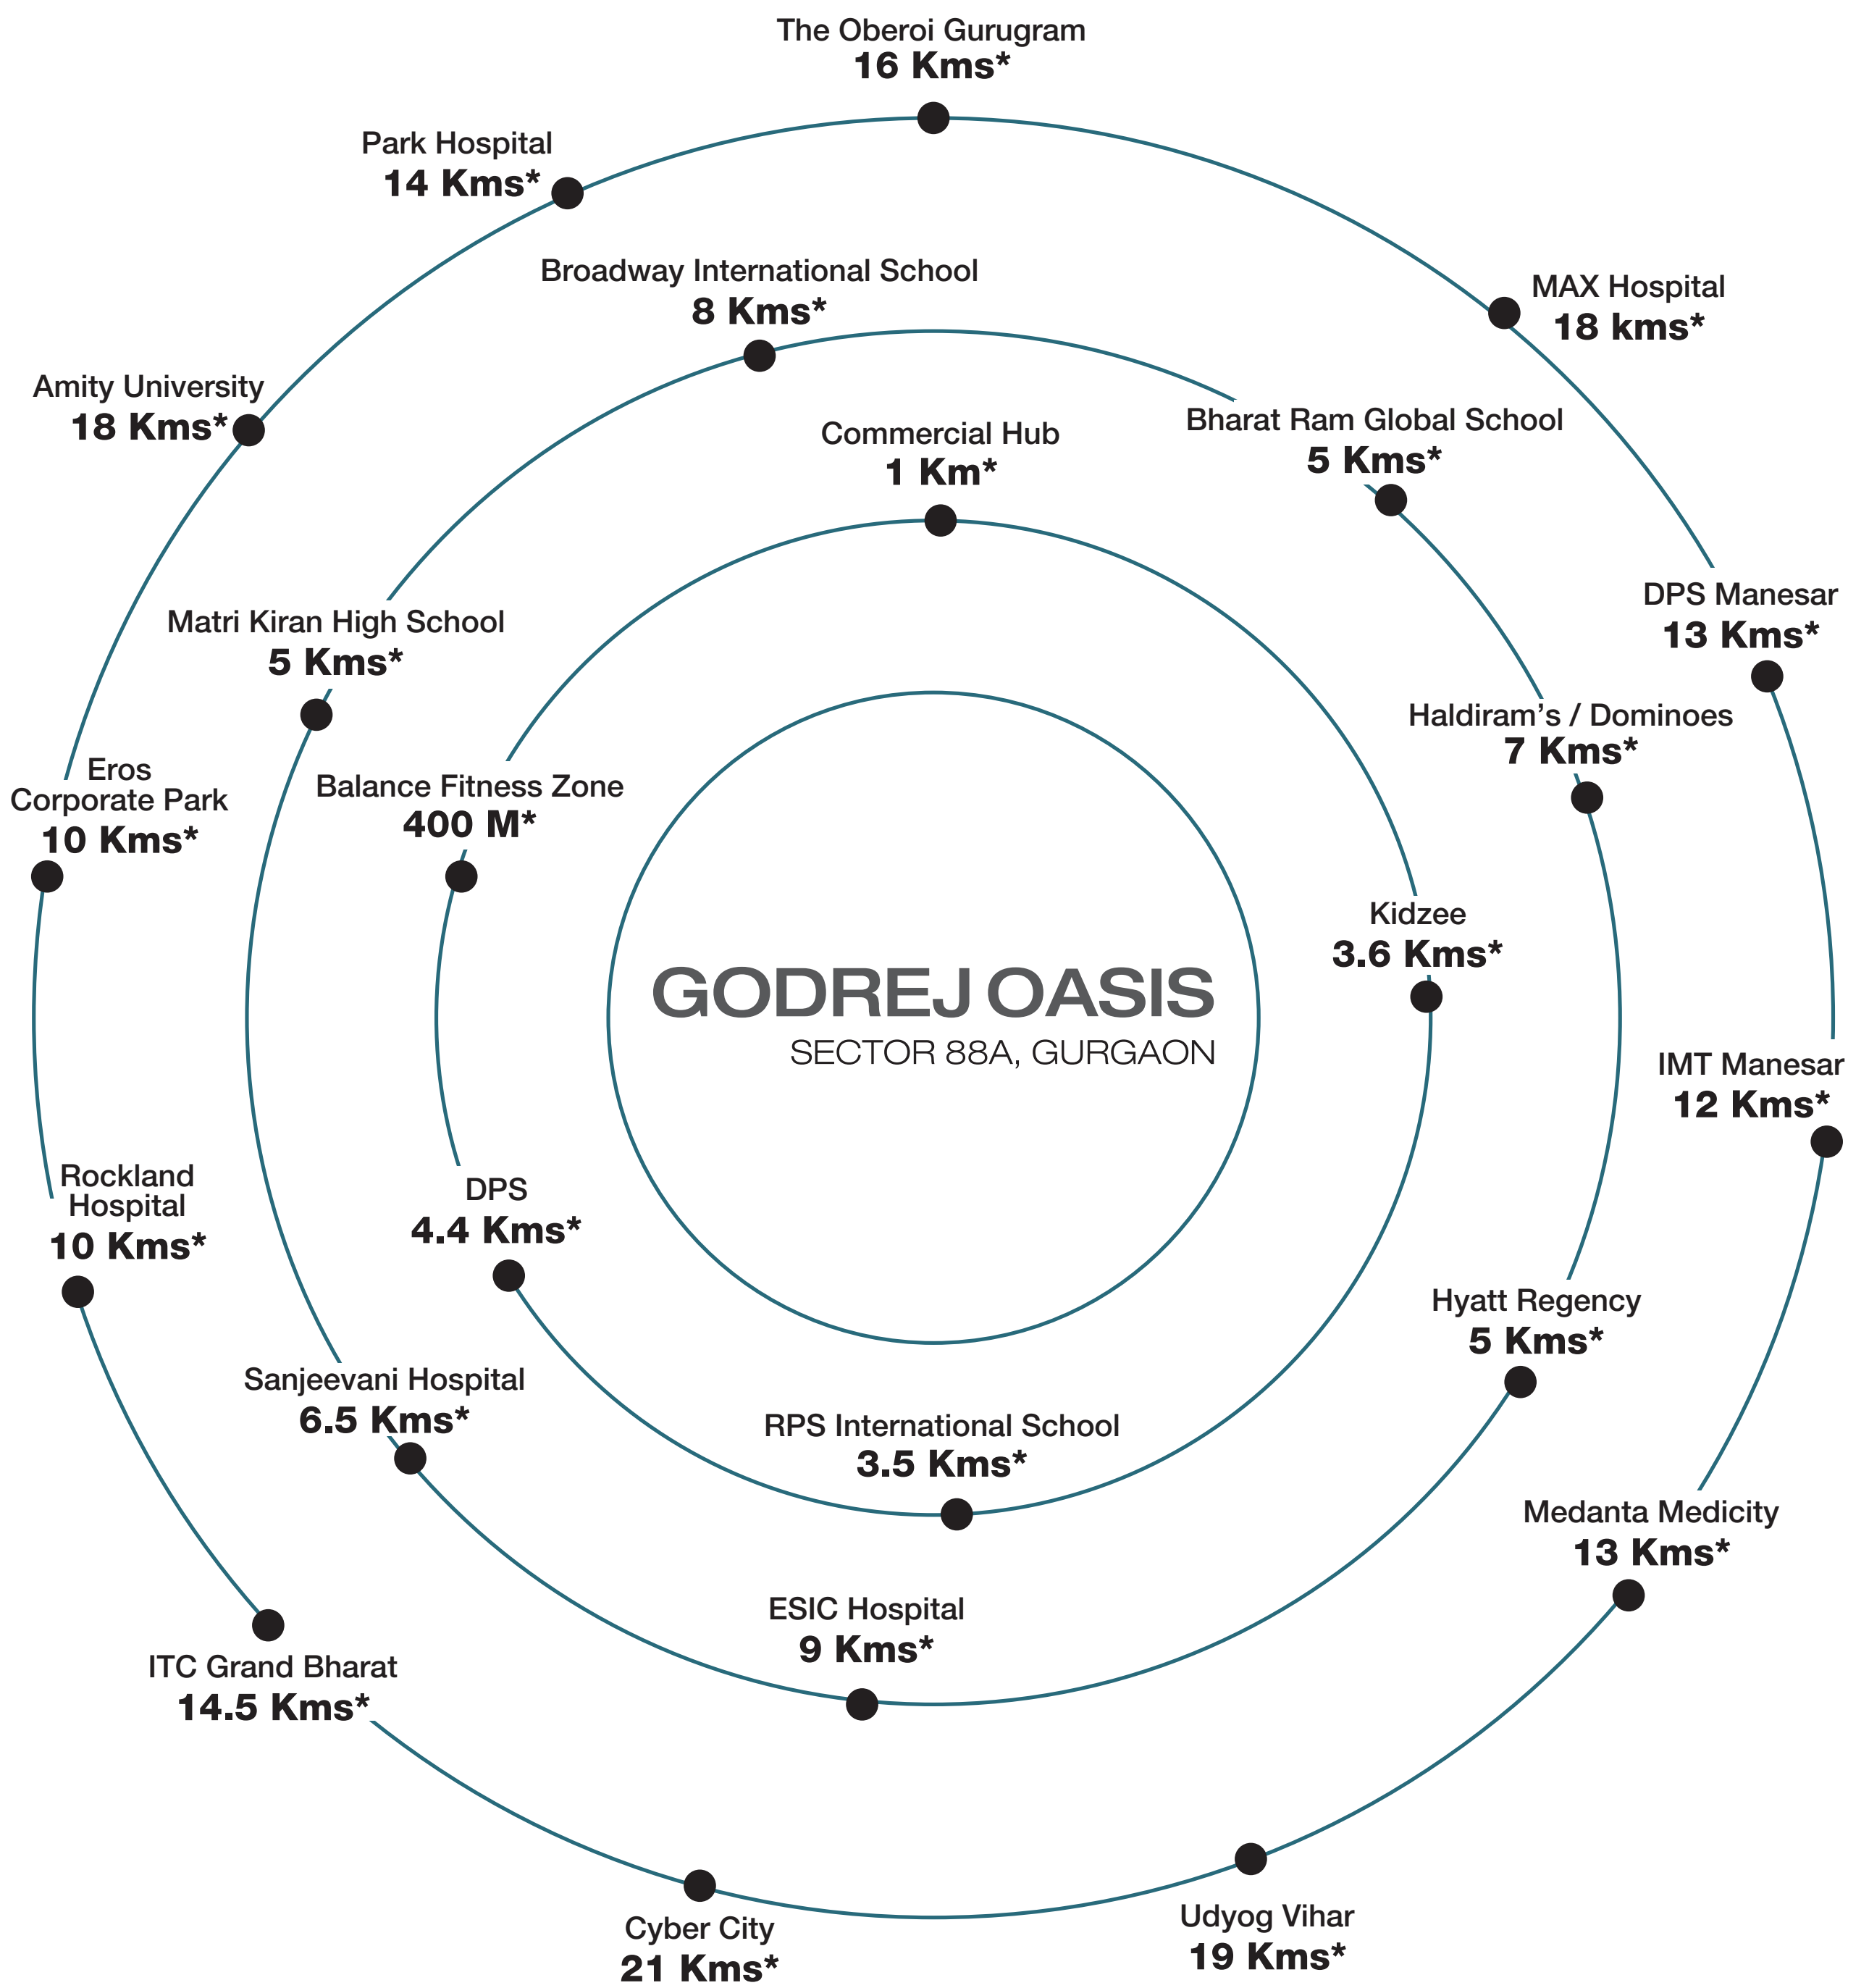 The Oberoi Gurugram
16 Kms*
Park Hospital
14 Kms*
Broadway International School
8 Kms*
MAX Hospital
18 kms*
Amity University
18 Kms*
Commercial Hub
1 Km*
Bharat Ram Global School
5 Kms*
DPS Manesar
13 Kms*
Matri Kiran High School
5 Kms*
Haldiram's / Dominoes
7 Kms*
Eros
Corporate Park
10 Kms*
Balance Fitness Zone
400 M*
Kidzee
3.6 Kms*
GODREJ OASIS
SECTOR 88A, GURGAON
IMT Manesar
12 Kms*
Rockland
Hospital
10 Kms*
DPS
4.4 Kms*
Hyatt Regency
5 Kms*
Sanjeevani Hospital
6.5 Kms*
RPS International School
3.5 Kms*
Medanta Medicity
13 Kms*
ESIC Hospital
9 Kms*
ITC Grand Bharat
14.5 Kms*
Udyog Vihar
19 Kms*
Cyber City
21 Kms*